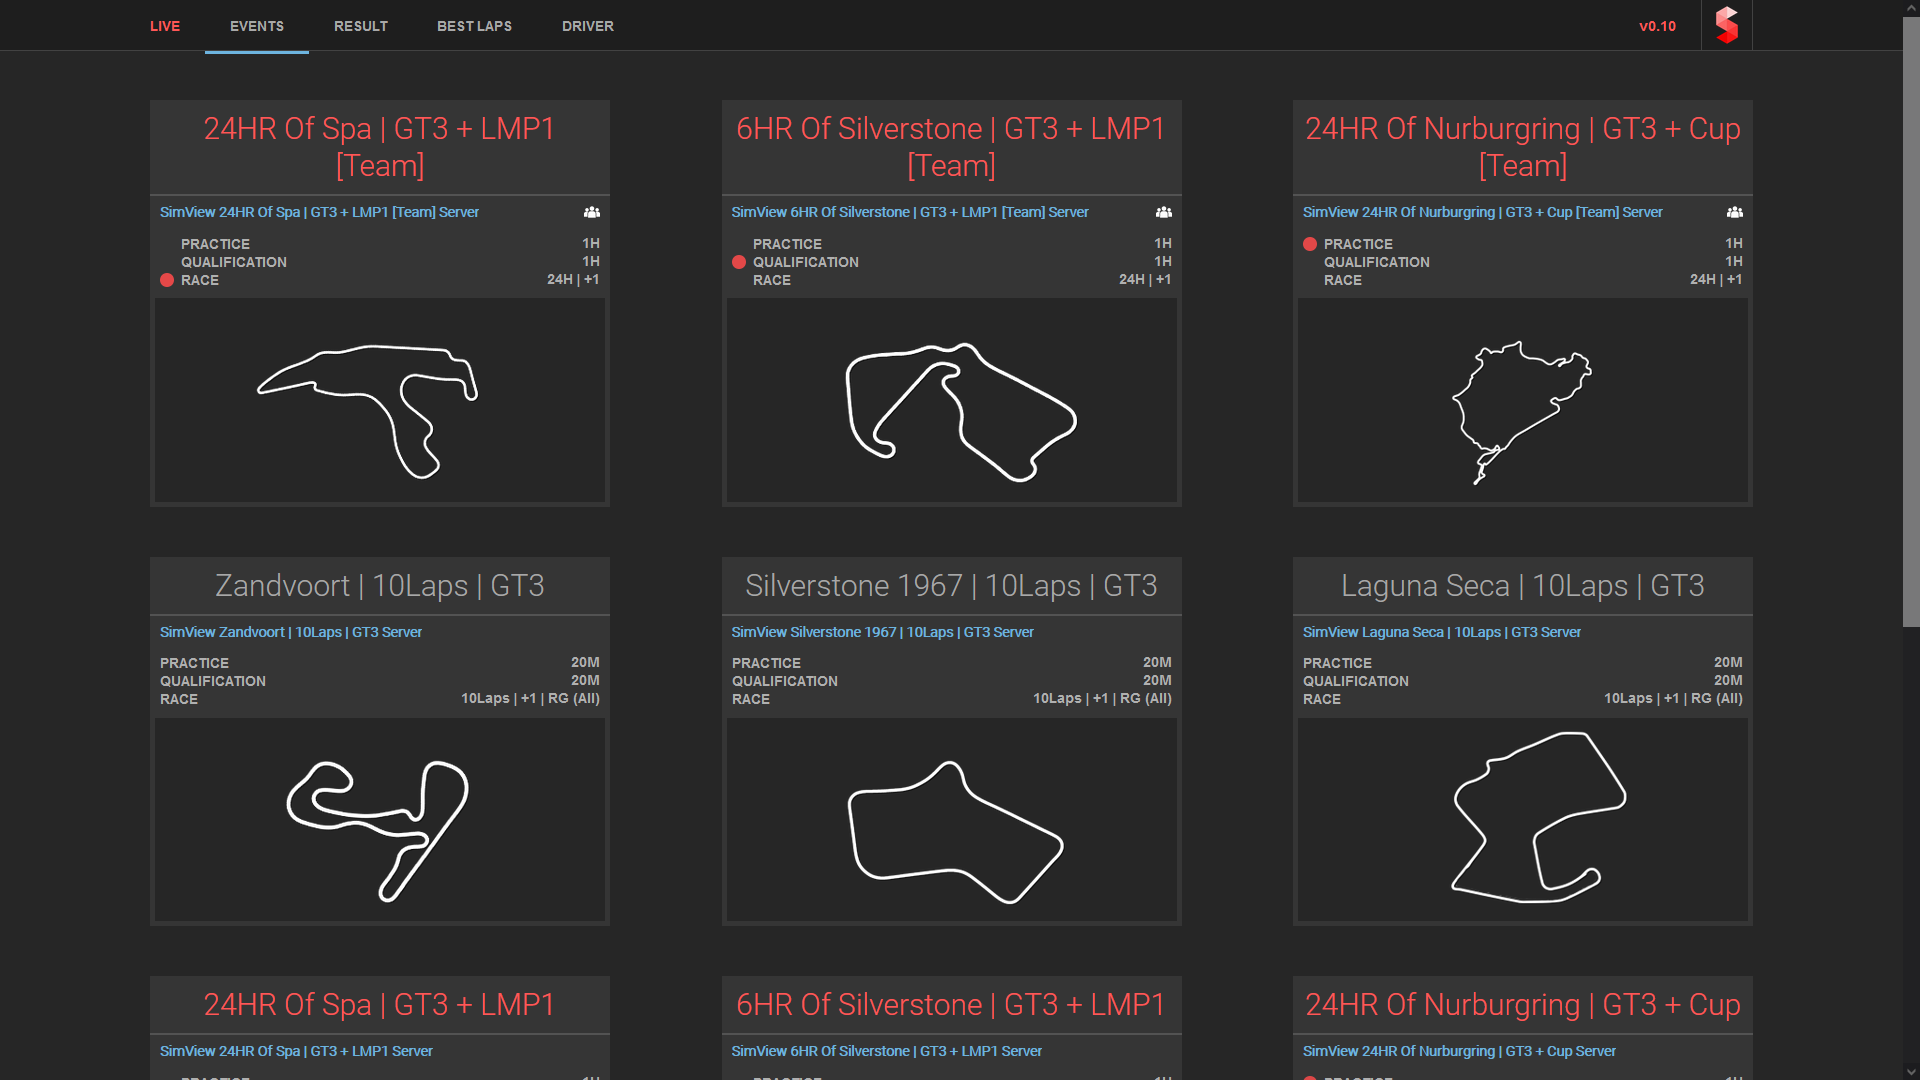 LIVE EVENTS RESULT BEST LAPS DRIVER v0.10
24HR Of Spa | GT3 + LMP1
[Team]
SimView 24HR Of Spa | GT3 + LMP1 [Team] Server
PRACTICE 1H
QUALIFICATION 1H
RACE 24H | +1
6HR Of Silverstone | GT3 + LMP1
[Team]
SimView 6HR Of Silverstone | GT3 + LMP1 [Team] Server
PRACTICE 1H
QUALIFICATION 1H
RACE 24H | +1
24HR Of Nurburgring | GT3 + Cup
[Team]
SimView 24HR Of Nurburgring | GT3 + Cup [Team] Server
PRACTICE 1H
QUALIFICATION 1H
RACE 24H | +1
Zandvoort | 10Laps | GT3
SimView Zandvoort | 10Laps | GT3 Server
PRACTICE 20M
QUALIFICATION 20M
RACE 10Laps | +1 | RG (All)
Silverstone 1967 | 10Laps | GT3
SimView Silverstone 1967 | 10Laps | GT3 Server
PRACTICE 20M
QUALIFICATION 20M
RACE 10Laps | +1 | RG (All)
Laguna Seca | 10Laps | GT3
SimView Laguna Seca | 10Laps | GT3 Server
PRACTICE 20M
QUALIFICATION 20M
RACE 10Laps | +1 | RG (All)
24HR Of Spa | GT3 + LMP1
SimView 24HR Of Spa | GT3 + LMP1 Server
PRACTICE 1H
6HR Of Silverstone | GT3 + LMP1
SimView 6HR Of Silverstone | GT3 + LMP1 Server
PRACTICE 1H
24HR Of Nurburgring | GT3 + Cup
SimView 24HR Of Nurburgring | GT3 + Cup Server
PRACTICE 1H